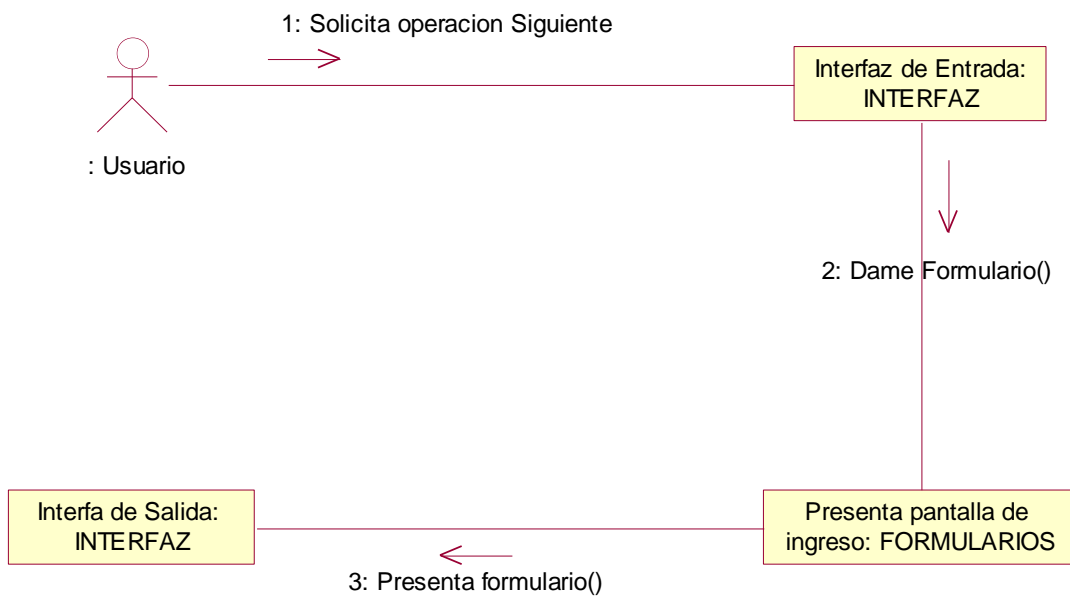 1: Solicita operacion Siguiente
Interfaz de Entrada:
INTERFAZ
: Usuario
2: Dame Formulario()
Interfa de Salida:
INTERFAZ
Presenta pantalla de
ingreso: FORMULARIOS
3: Presenta formulario()